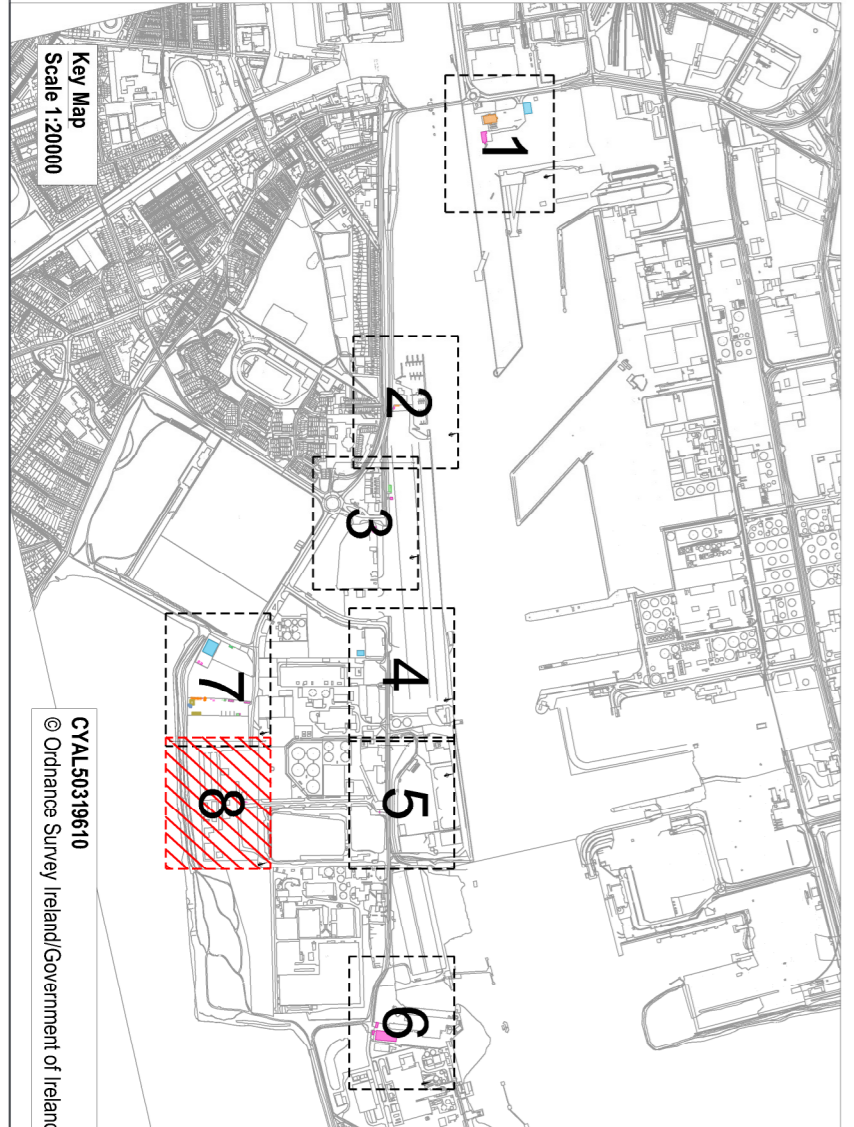 Key Map
Scale 1:20000
1
2
3
4
5
6
7
8
CYAL50319610
© Ordnance Survey Ireland/Government of Ireland